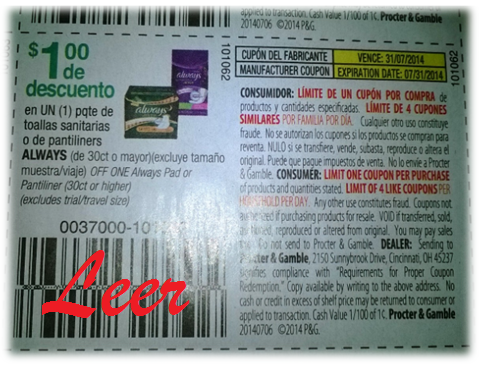 applied to transaction. Cash Value 1/100 of 1¢. Procter & Gamble
20140706 ©2014 P&G.
$1.00
de
descuento
en UN (1) pqte de
toallas sanitarias
o de pantiliners
ALWAYS (de 30ct o mayor)(excluye tamaño
muestra/viaje) OFF ONE Always Pad or
Pantiliner (30ct or higher)
(excludes trial/travel size)
always
always
101062
0037000-10
Leer
CUPÓN DEL FABRICANTE VENCE: 31/07/2014
MANUFACTURER COUPON EXPIRATION DATE: 07/31/2014
101062
CONSUMIDOR: LÍMITE DE UN CUPÓN POR COMPRA de
productos y cantidades especificadas. LÍMITE DE 4 CUPONES
SIMILARES POR FAMILIA POR DÍA. Cualquier otro uso constituye
fraude. No se autorizan los cupones si los productos se compran para
reventa. NULO si se transfiere, vende, subasta, reproduce o altera el
original. Puede que pague impuestos de venta. No lo envíe a Procter
& Gamble. CONSUMER: LIMIT ONE COUPON PER PURCHASE
of products and quantities stated. LIMIT OF 4 LIKE COUPONS PER
HOUSEHOLD PER DAY. Any other use constitutes fraud. Coupons not
authorized if purchasing products for resale. VOID if transferred, sold,
reproduced or altered from original. You may pay sales
tax. Do not send to Procter & Gamble. DEALER: Sending to
Procter & Gamble, 2150 Sunnybrook Drive, Cincinnati, OH 45237
signifies compliance with "Requirements for Proper Coupon
Redemption." Copy available by writing to the above address. No
cash or credit in excess of shelf price may be returned to consumer or
applied to transaction. Cash Value 1/100 of 1¢. Procter & Gamble
20140706 ©2014 P&G.